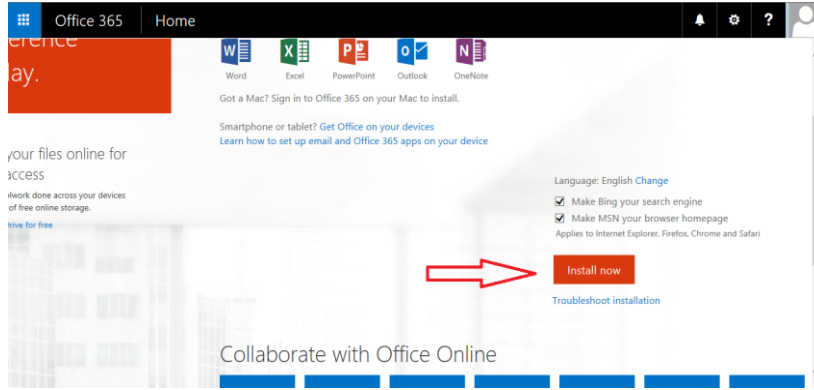 Office 365 Home ?
erence
lay.
Word Excel PowerPoint Outlook OneNote
Got a Mac? Sign in to Office 365 on your Mac to install.
Smartphone or tablet? Get Office on your devices
Learn how to set up email and Office 365 apps on your device
your files online for
access
olwork done across your devices
of free online storage.
Drive for free
Language: English Change
Make Bing your search engine
Make MSN your browser homepage
Applies to Internet Explorer, Firefox, Chrome and Safari
Install now
Troubleshoot installation
Collaborate with Office Online